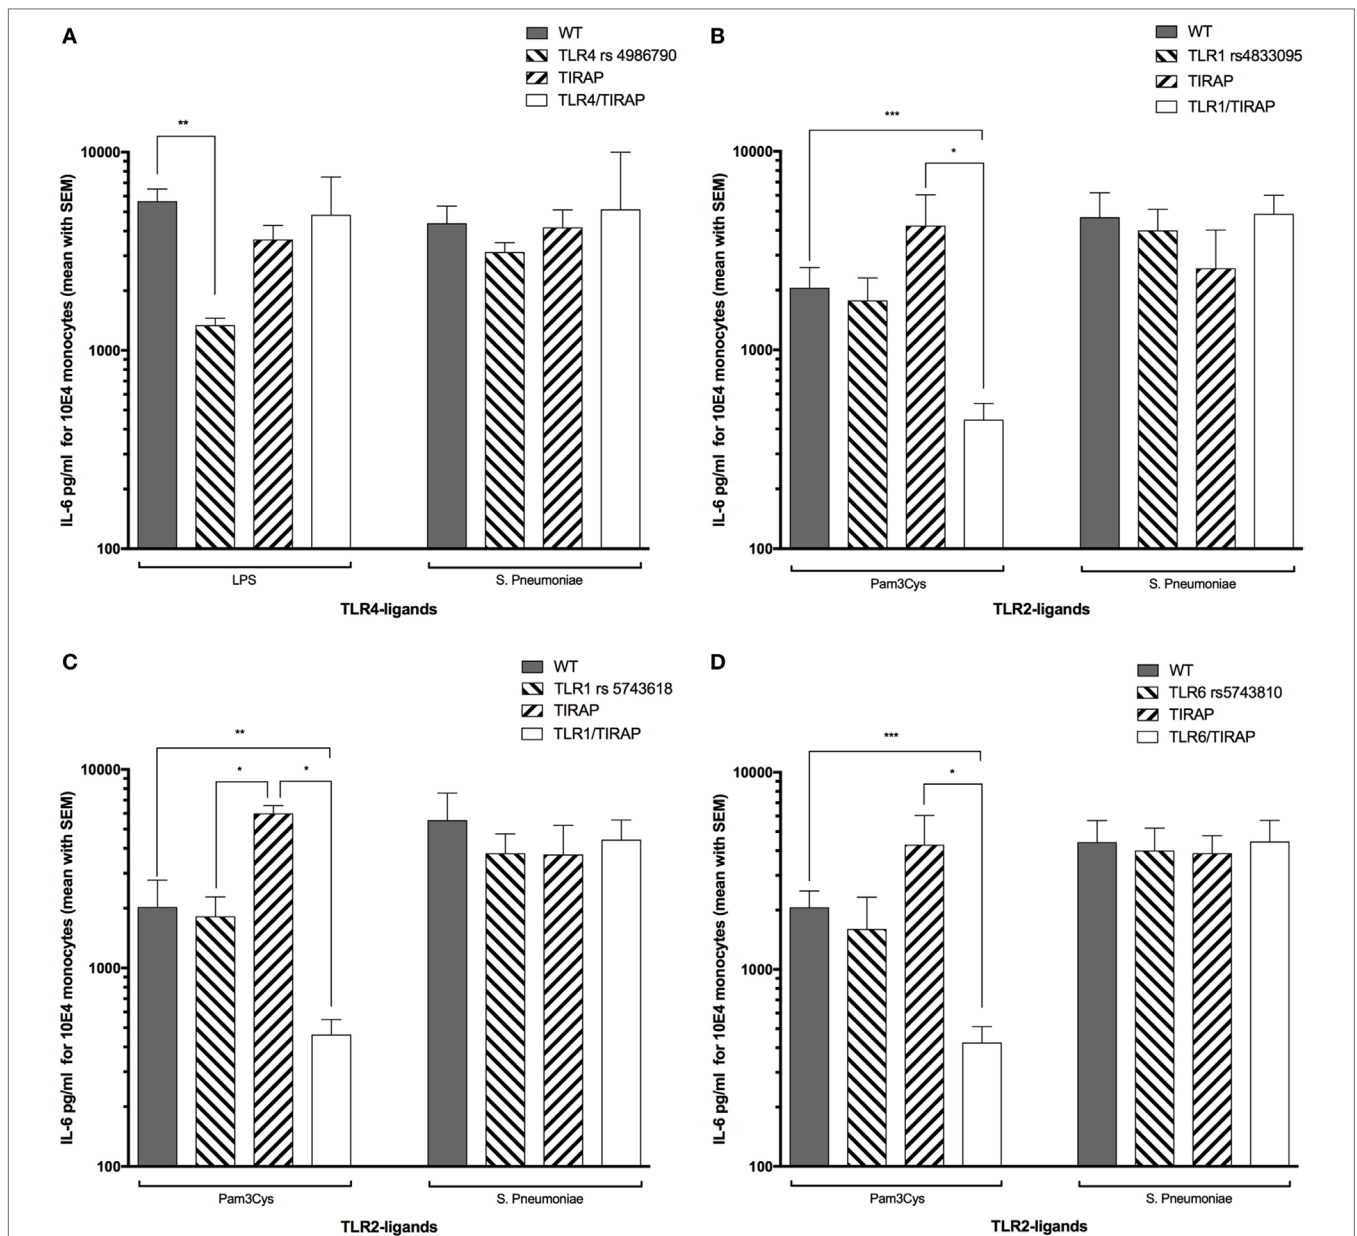 A
WT
TLR4 rs 4986790
TIRAP
TLR4/TIRAP
**
10000
1000
100
IL-6 pg/ml for 10E4 monocytes (mean with SEM)
LPS
S. Pneumoniae
TLR4-ligands
B
WT
TLR1 rs4833095
TIRAP
TLR1/TIRAP
***
*
10000
1000
100
IL-6 pg/ml for 10E4 monocytes (mean with SEM)
Pam3Cys
S. Pneumoniae
TLR2-ligands
C
WT
TLR1 rs 5743618
TIRAP
TLR1/TIRAP
**
* *
10000
1000
100
IL-6 pg/ml for 10E4 monocytes (mean with SEM)
Pam3Cys
S. Pneumoniae
TLR2-ligands
D
WT
TLR6 rs5743810
TIRAP
TLR6/TIRAP
***
*
10000
1000
100
IL-6 pg/ml for 10E4 monocytes (mean with SEM)
Pam3Cys
S. Pneumoniae
TLR2-ligands